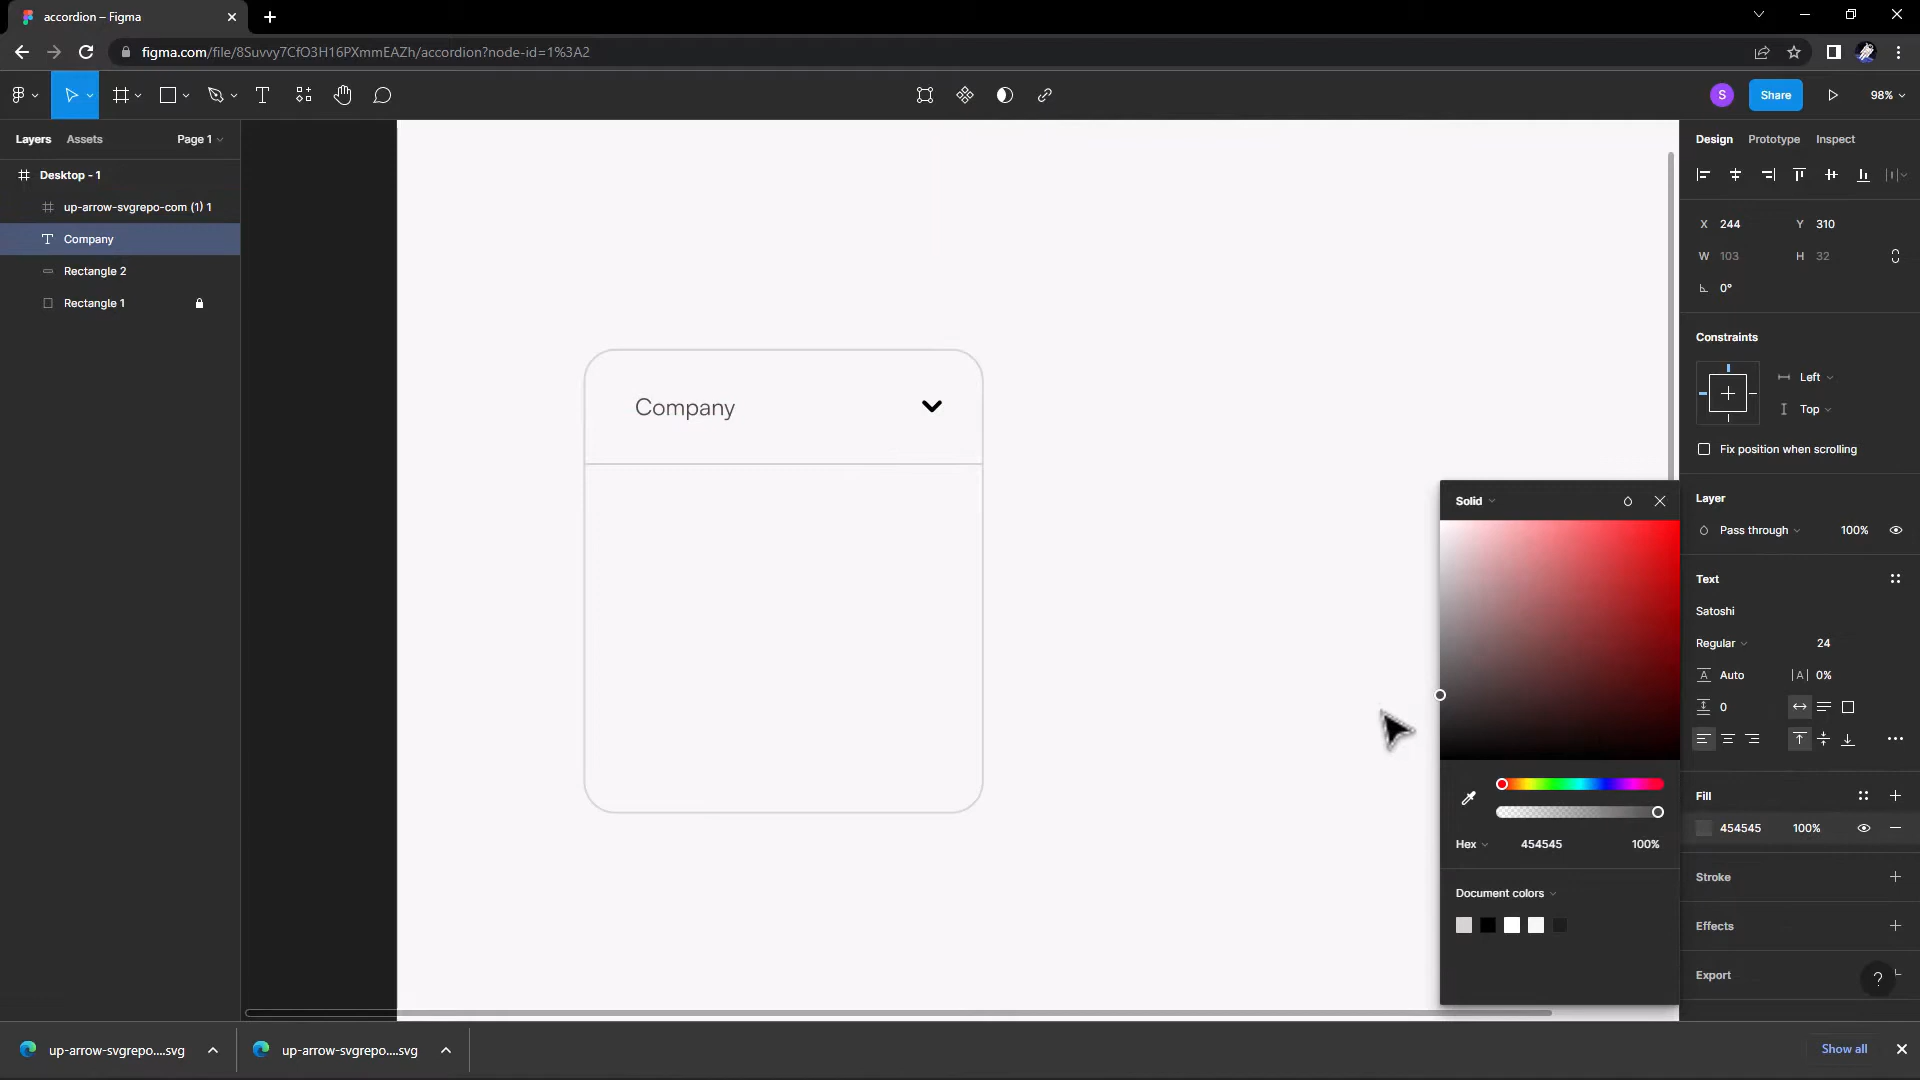 accordion – Figma
figma.com/file/8Suvvy7CfO3H16PXmmEAZh/accordion?node-id=1%3A2
S
Share
98%
Layers
Assets
Page 1
Desktop - 1
up-arrow-svgrepo-com (1) 1
Company
Rectangle 2
Rectangle 1
Company
Design
Prototype
Inspect
X 244
Y 310
W 103
H 32
0°
Constraints
Left
Top
Fix position when scrolling
Layer
Pass through
100%
Text
Satoshi
Regular
24
Auto
|A| 0%
0
Fill
454545
100%
Stroke
Effects
Export
?
Solid
Hex
454545
100%
Document colors
up-arrow-svgrepo....svg
up-arrow-svgrepo....svg
Show all